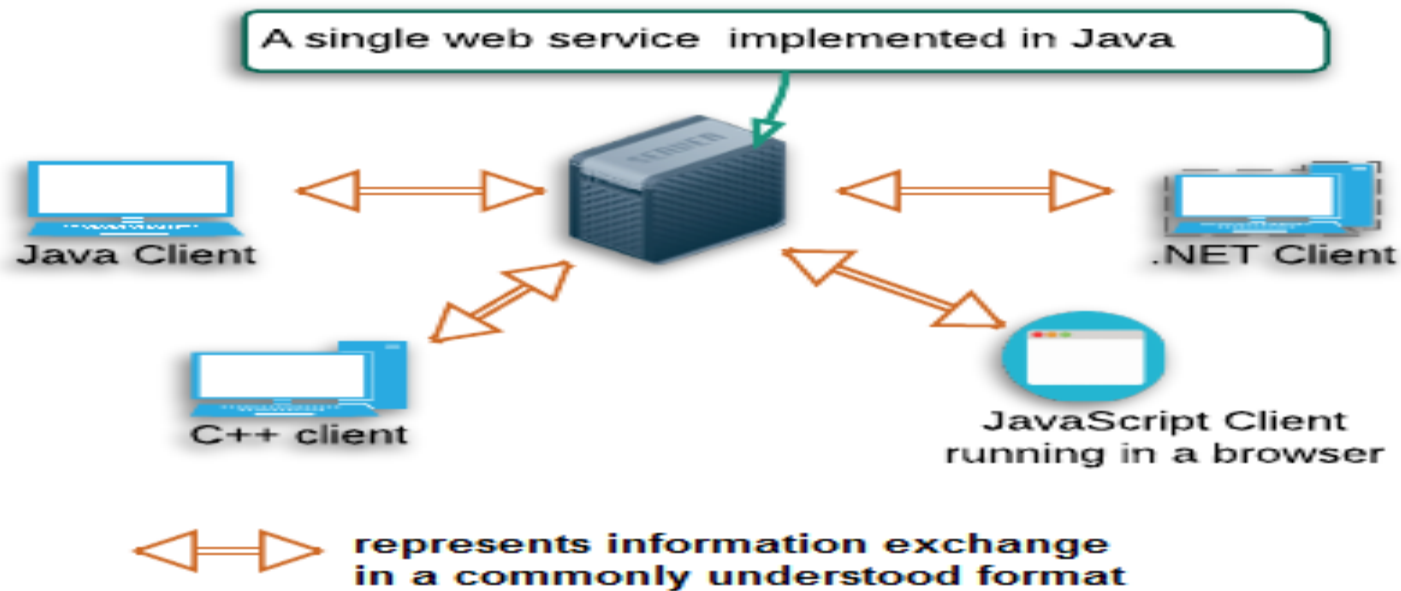 A single web service implemented in Java
SERVER
Java Client
.NET Client
C++ client
JavaScript Client
running in a browser
represents information exchange
in a commonly understood format